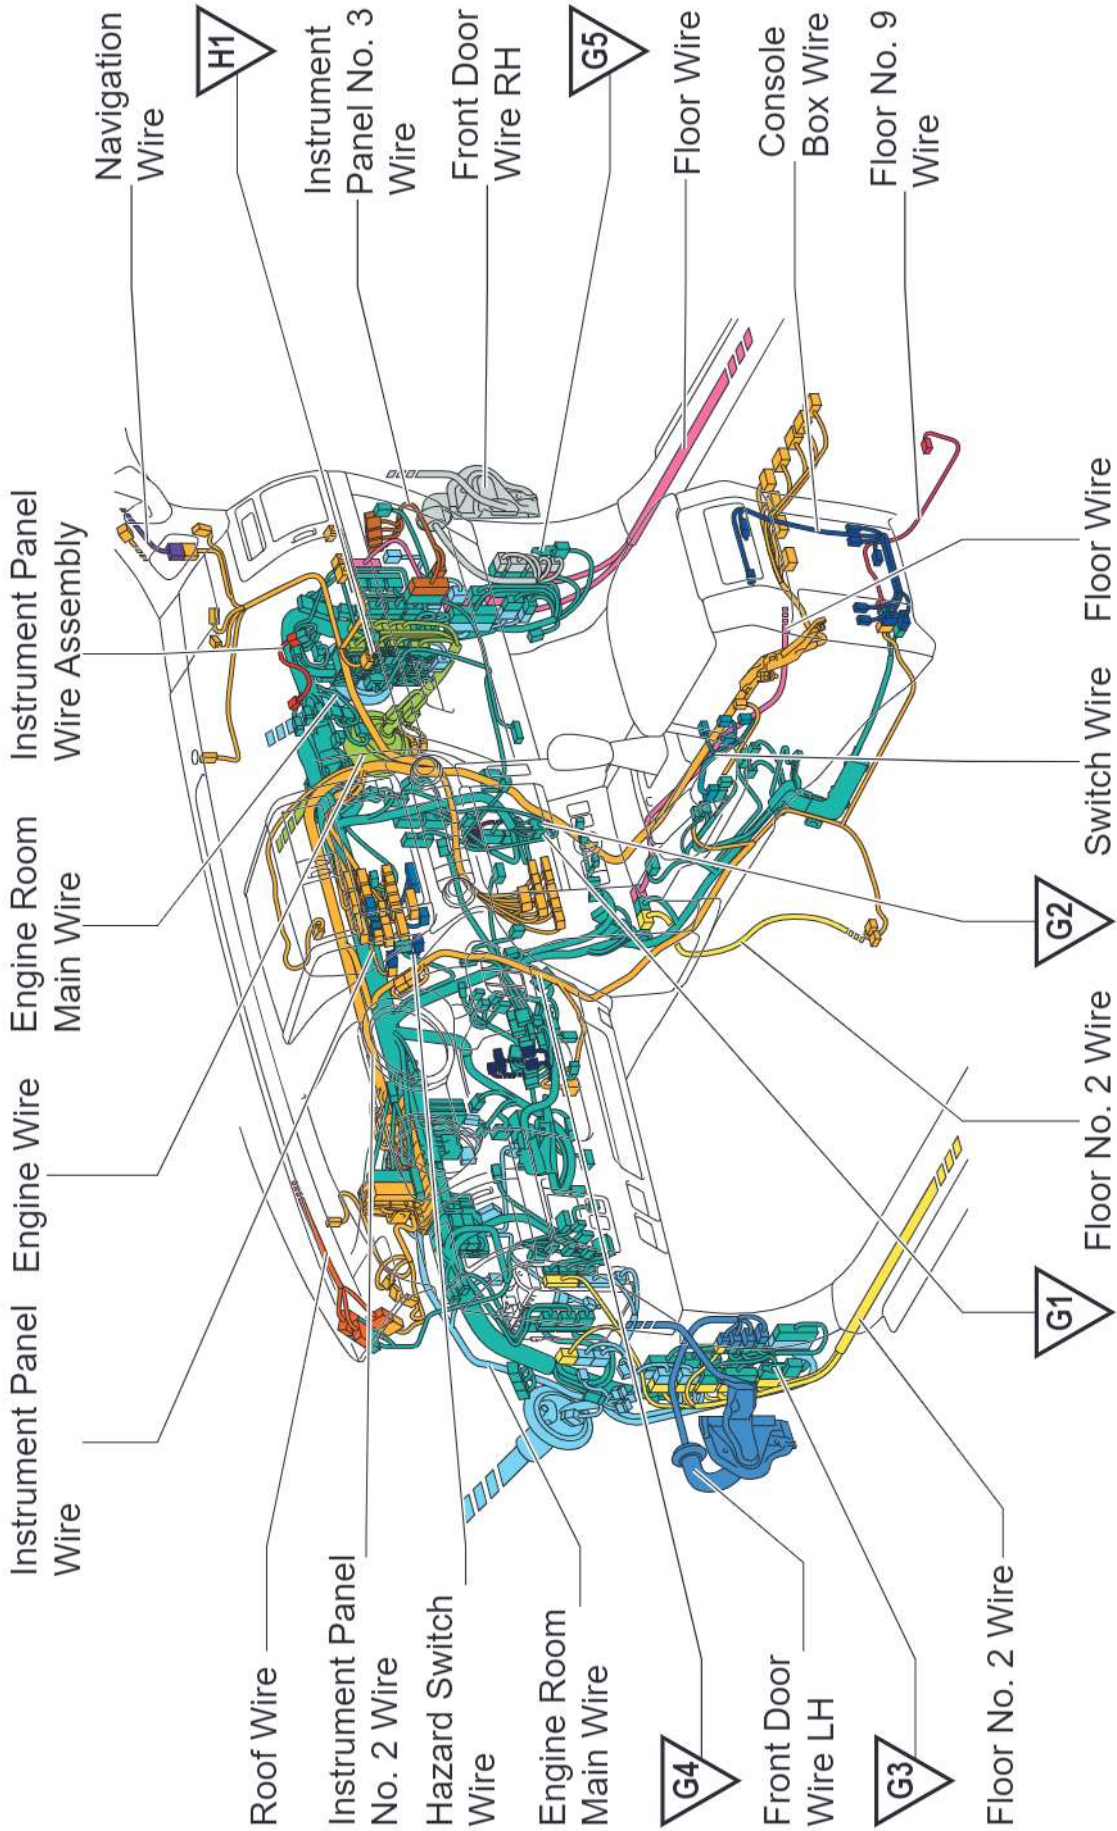 Instrument Panel
Wire
Engine Wire
Engine Room
Main Wire
Instrument Panel
Wire Assembly
Navigation
Wire
H1
Instrument
Panel No. 3
Wire
Front Door
Wire RH
G5
Floor Wire
Console
Box Wire
Floor No. 9
Wire
Roof Wire
Instrument Panel
No. 2 Wire
Hazard Switch
Wire
Engine Room
Main Wire
G4
Front Door
Wire LH
G3
Floor No. 2 Wire
G1
Floor No. 2 Wire
G2
Switch Wire
Floor Wire